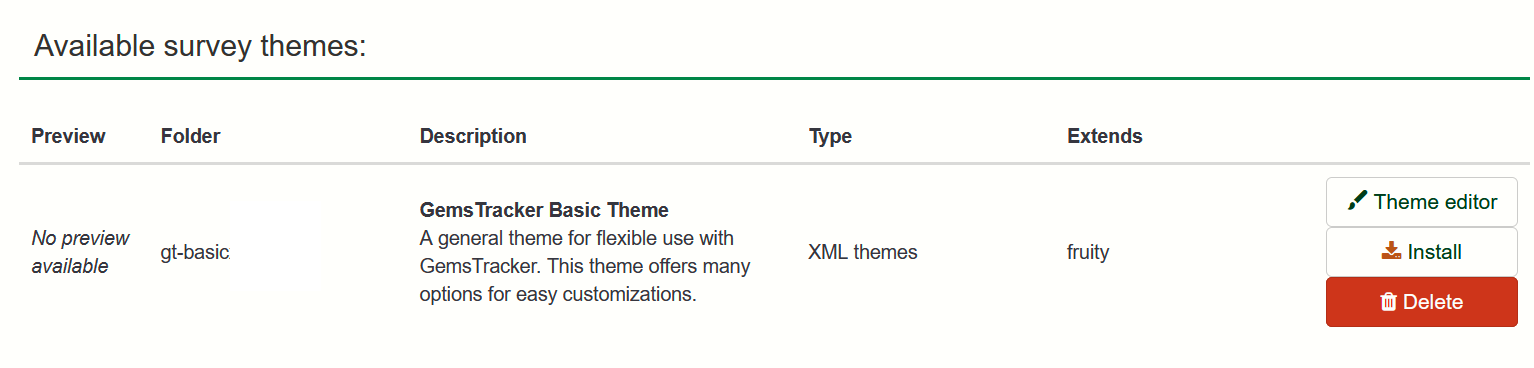 Available survey themes:
Preview Folder Description Type Extends
GemsTracker Basic Theme
No preview available
gt-basic
A general theme for flexible use with
GemsTracker. This theme offers many
options for easy customizations.
XML themes
fruity
Theme editor
Install
Delete